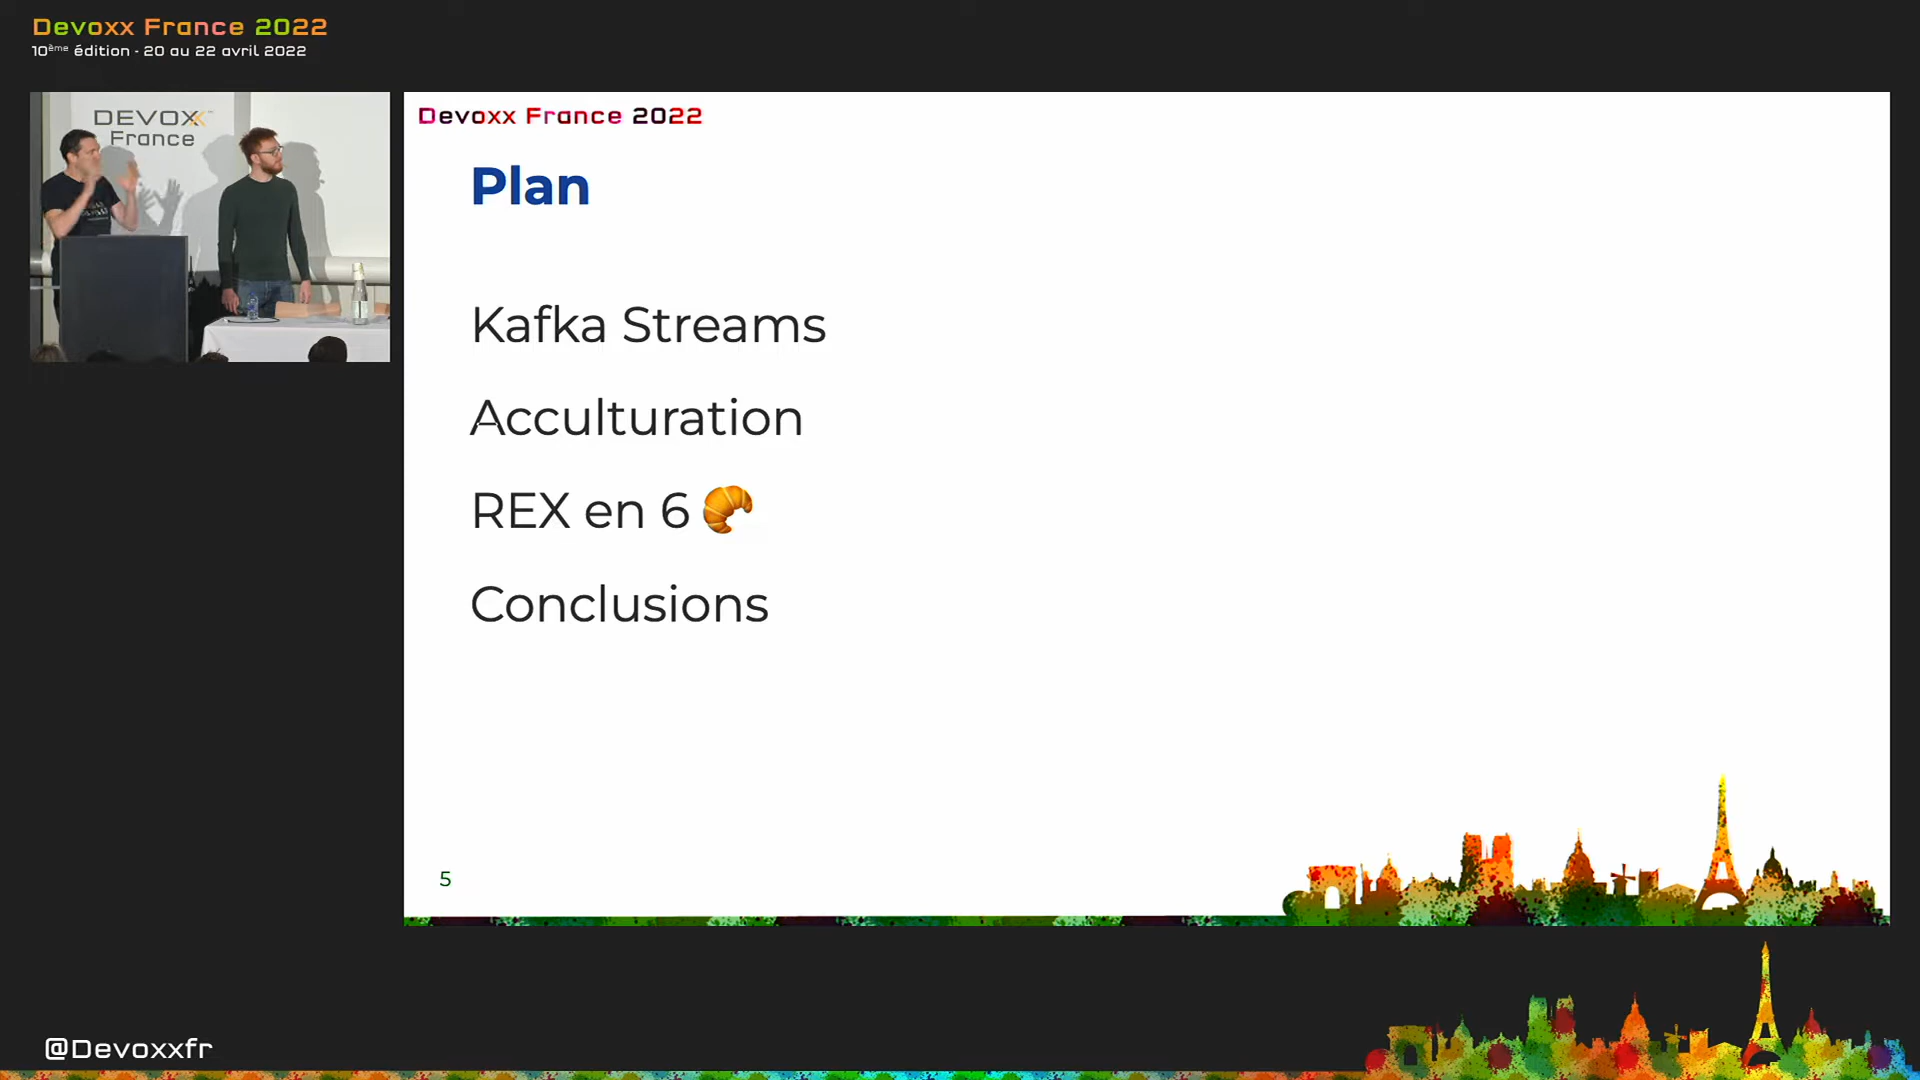 Devoxx France 2022
10ème édition - 20 au 22 avril 2022
DEVOXX
France
Devoxx France 2022
Plan
Kafka Streams
Acculturation
REX en 6 🥐
Conclusions
5
@Devoxxfr